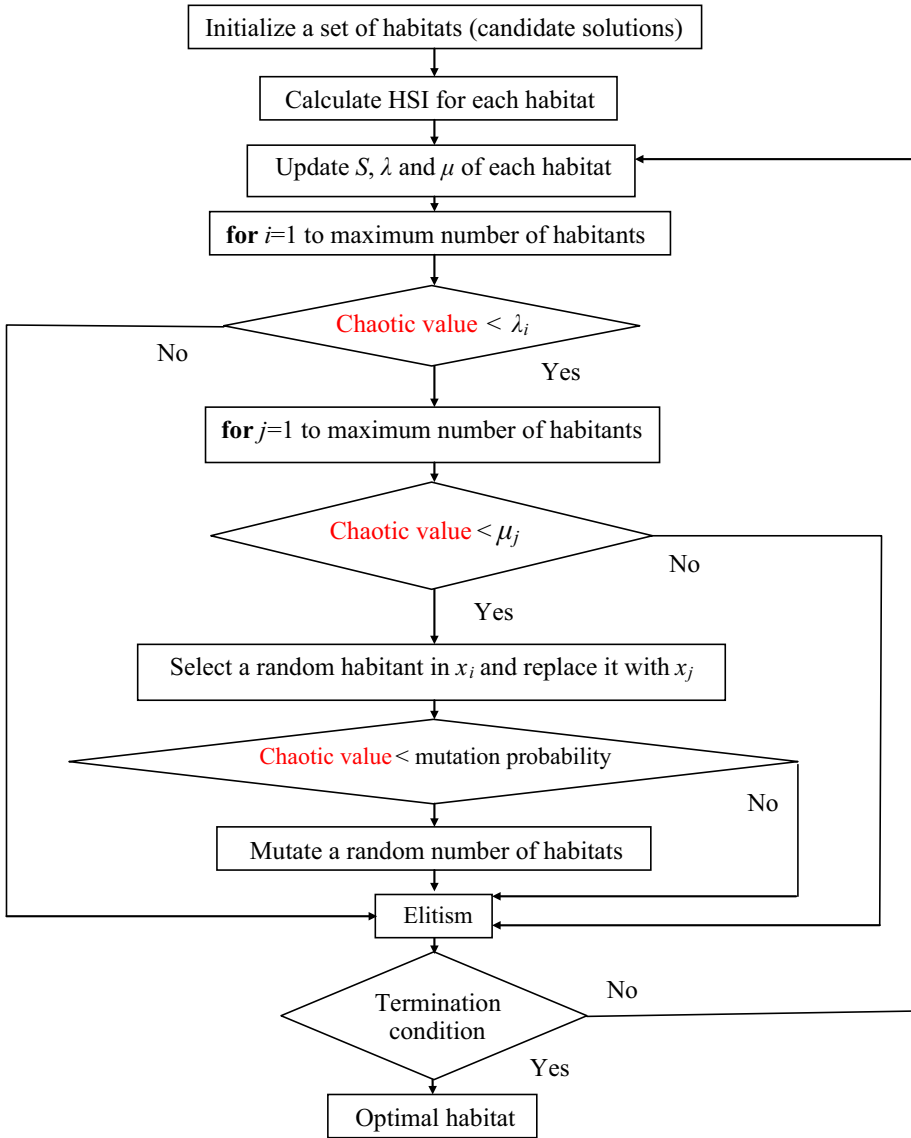 Initialize a set of habitats (candidate solutions)
Calculate HSI for each habitat
Update S, λ and μ of each habitat
for i=1 to maximum number of habitants
Chaotic value < λi
No
Yes
for j=1 to maximum number of habitants
Chaotic value < μj
No
Yes
Select a random habitant in xi and replace it with xj
Chaotic value < mutation probability
No
Mutate a random number of habitats
Elitism
Termination
condition
No
Yes
Optimal habitat